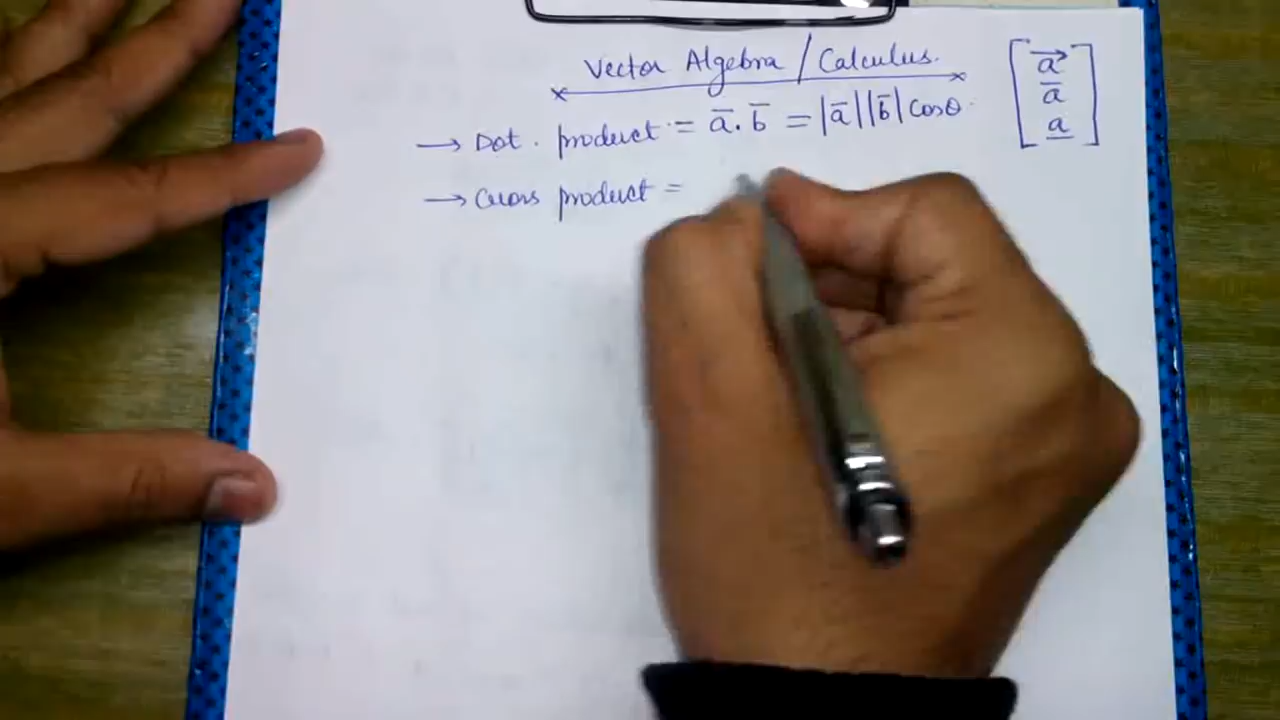 Vector Algebra / Calculus.
→ Dot . product = a̅ . b̅ = |a̅| |b̅| Cosθ.
→ Cross product =
[ a⃗
a̅
a̲ ]